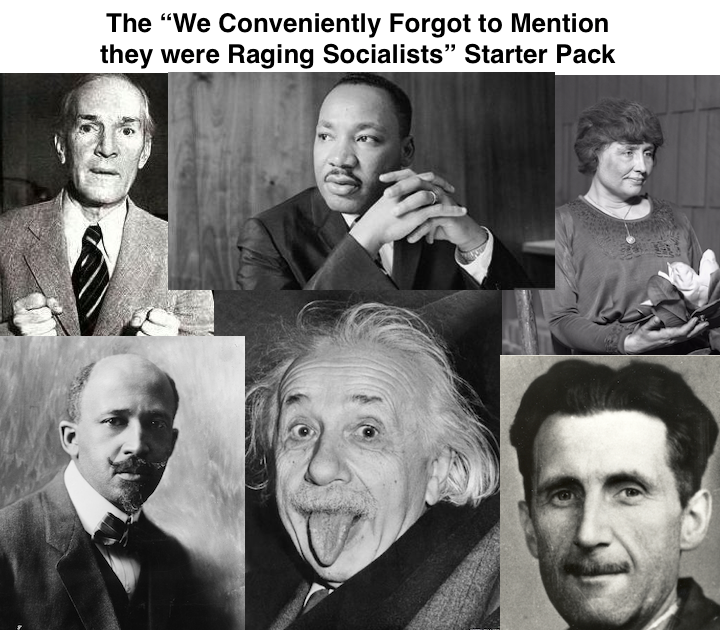 The “We Conveniently Forgot to Mention
they were Raging Socialists” Starter Pack